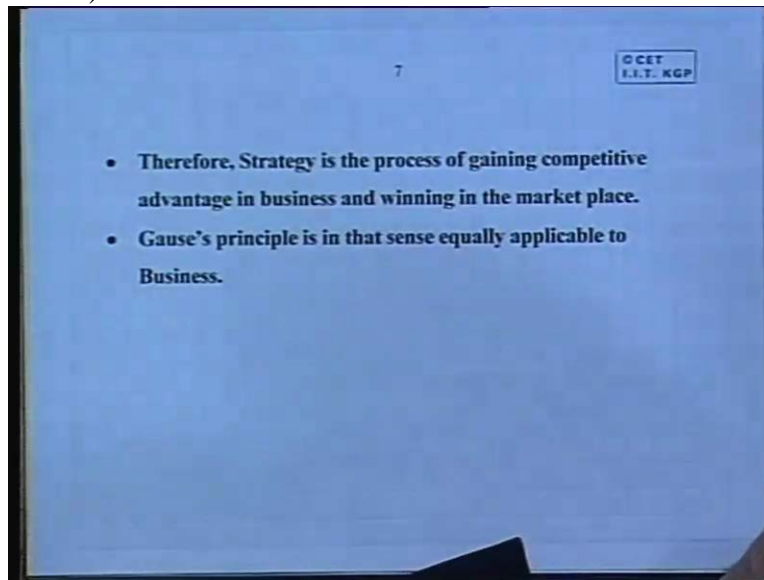 7
© CET
I.I.T. KGP
• Therefore, Strategy is the process of gaining competitive
advantage in business and winning in the market place.
• Gause's principle is in that sense equally applicable to
Business.